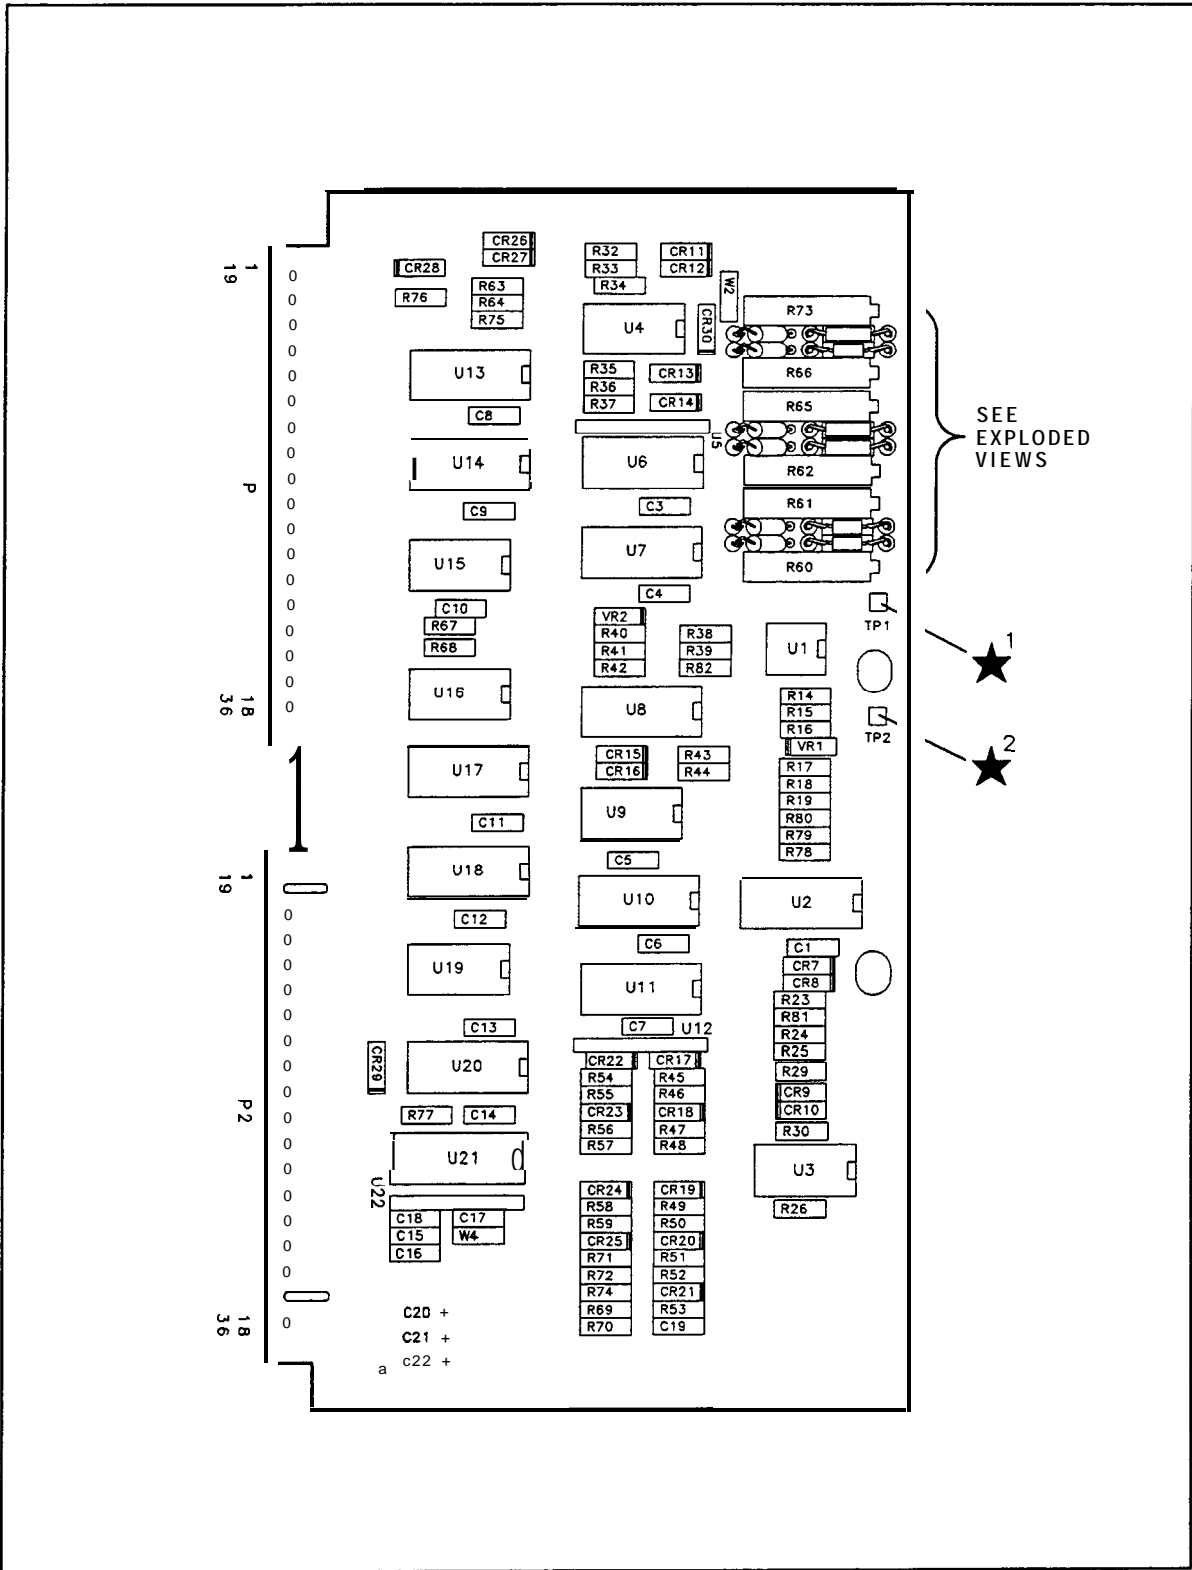 CR26
CR27
CR28
R76
R63
R64
R75
R32
R33
R34
CR11
CR12
W2
CR30
U4
R73
R66
R65
R62
R61
R60
SEE
EXPLODED
VIEWS
1
19
U13
C8
R35
R36
R37
CR13
CR14
U5
U14
U6
P
C9
C3
U15
U7
C4
C10
R67
R68
VR2
R40
R41
R42
R38
R39
R82
U1
TP1
1
18
36
U16
U8
R14
R15
R16
VR1
TP2
2
1
U17
CR15
CR16
R43
R44
R17
R18
R19
R80
R79
R78
C11
U9
1
19
U18
C5
U10
U2
C12
C6
C1
CR7
CR8
U19
U11
R23
R81
R24
R25
C13
C7
U12
CR29
U20
CR22
R54
R55
CR23
R56
R57
CR17
R45
R46
CR18
R47
R48
R29
CR9
CR10
R30
P2
R77
C14
U21
U3
U22
C18
C15
C16
C17
W4
CR24
R58
R59
CR25
R71
R72
R74
R69
R70
CR19
R49
R50
CR20
R51
R52
CR21
R53
C19
R26
18
36
C20 +
C21 +
c22 +
a